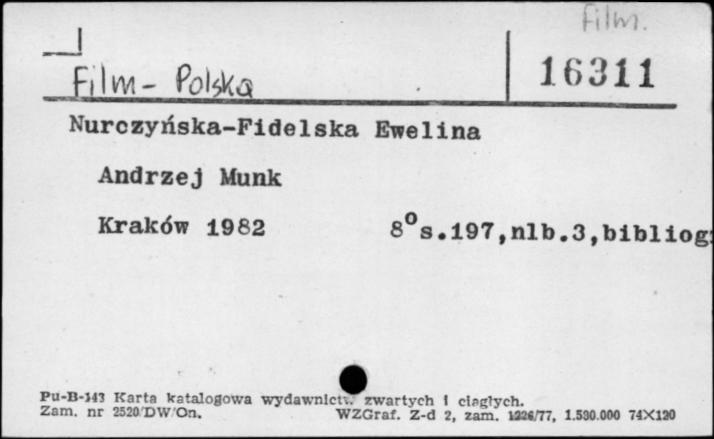 Film.
Film - Polska
16311
Nurczyńska-Fidelska Ewelina
Andrzej Munk
Kraków 1982 8°s.197,nlb.3,bibliog
Pu-B-143 Karta katalogowa wydawnictw zwartych i ciągłych.
Zam. nr 2520/DW/On. WZGraf. Z-d 2, zam. 1226/77, 1.530.000 74X120